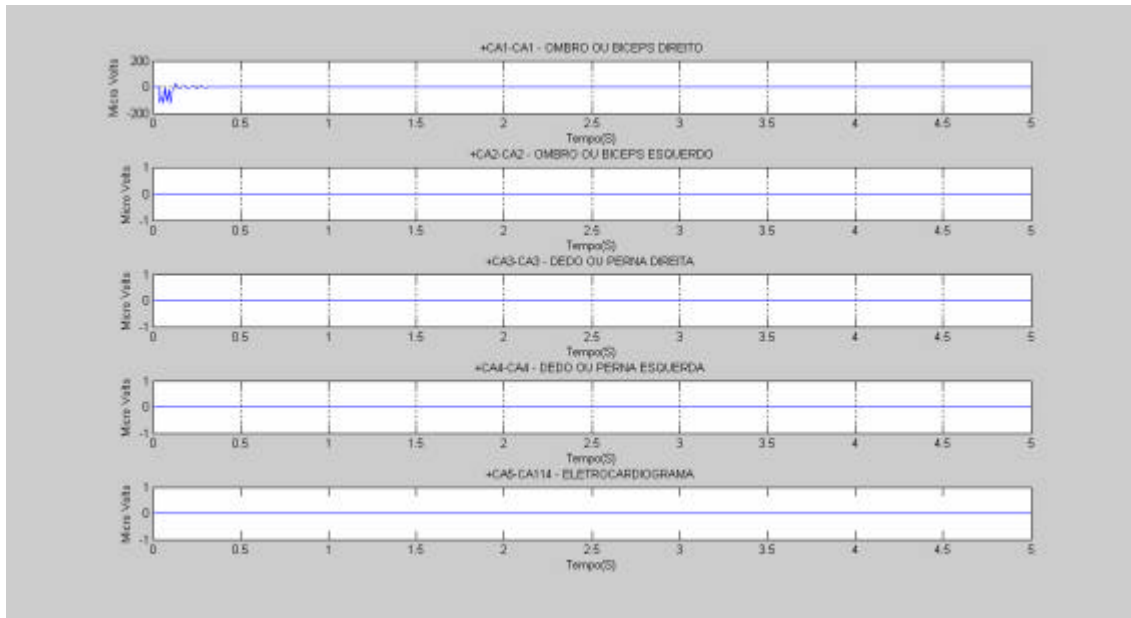 +CA1-CA1 - OMBRO OU BICEPS DIREITO
Micro Volts
200
0
-200
0 0.5 1 1.5 2 2.5 3 3.5 4 4.5 5
Tempo(S)
+CA2-CA2 - OMBRO OU BICEPS ESQUERDO
Micro Volts
1
0
-1
0 0.5 1 1.5 2 2.5 3 3.5 4 4.5 5
Tempo(S)
+CA3-CA3 - DEDO OU PERNA DIREITA
Micro Volts
1
0
-1
0 0.5 1 1.5 2 2.5 3 3.5 4 4.5 5
Tempo(S)
+CA4-CA4 - DEDO OU PERNA ESQUERDA
Micro Volts
1
0
-1
0 0.5 1 1.5 2 2.5 3 3.5 4 4.5 5
Tempo(S)
+CA5-CA114 - ELETROCARDIOGRAMA
Micro Volts
1
0
-1
0 0.5 1 1.5 2 2.5 3 3.5 4 4.5 5
Tempo(S)